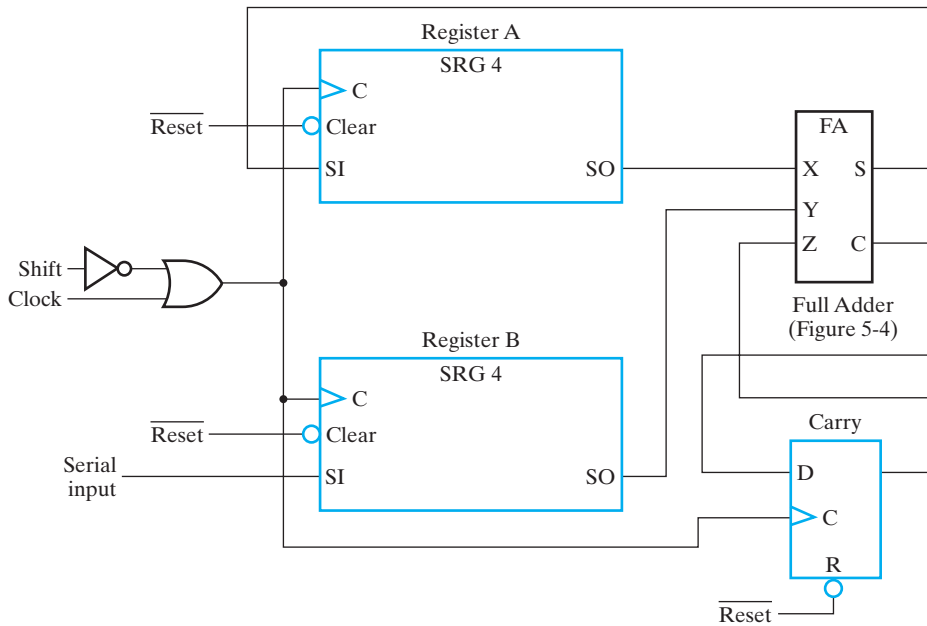 Register A
SRG 4
C
Reset
Clear
SI
SO
FA
X
S
Y
Z
C
Full Adder
(Figure 5-4)
Shift
Clock
Register B
SRG 4
C
Reset
Clear
Serial
input
SI
SO
Carry
D
C
R
Reset